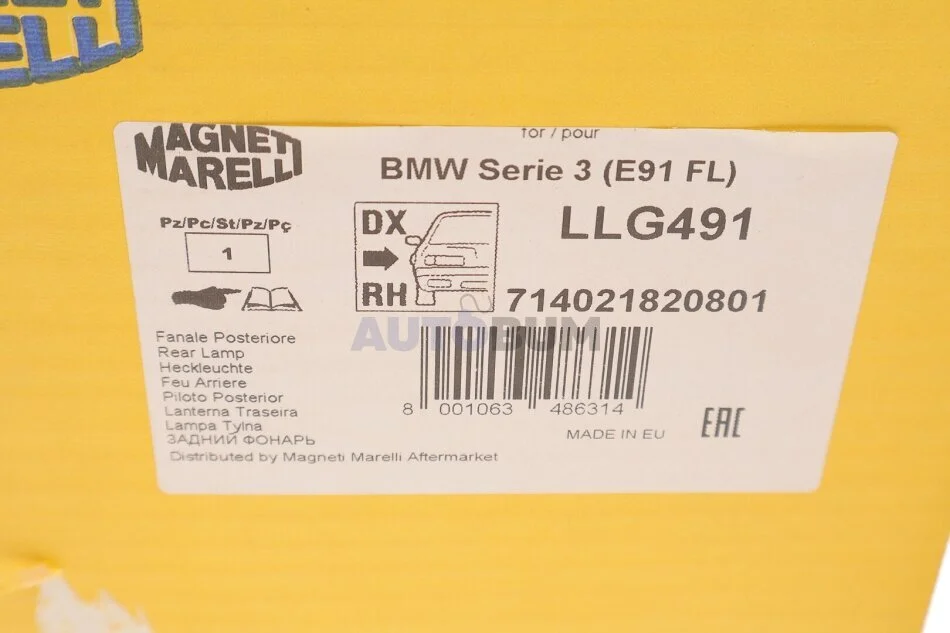 ELLI
MAGNETI
MARELLI
for / pour
BMW Serie 3 (E91 FL)
Pz/Pc/St/Pz/Pç
1
DX
RH
LLG491
714021820801
AUTOBUM
Fanale Posteriore
Rear Lamp
Heckleuchte
Feu Arriere
Piloto Posterior
Lanterna Traseira
Lampa Tylna
ЗАДНИЙ ФОНАРЬ
8 001063 486314
MADE IN EU
EAC
Distributed by Magneti Marelli Aftermarket